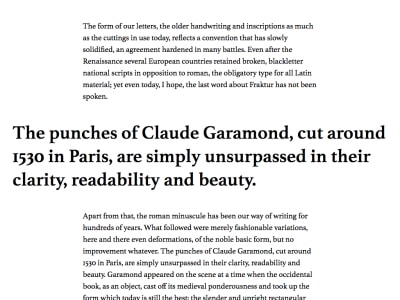 The form of our letters, the older handwriting and inscriptions as much
as the cuttings in use today, reflects a convention that has slowly
solidified, an agreement hardened in many battles. Even after the
Renaissance several European countries retained broken, blackletter
national scripts in opposition to roman, the obligatory type for all Latin
material; yet even today, I hope, the last word about Fraktur has not been
spoken.
The punches of Claude Garamond, cut around
1530 in Paris, are simply unsurpassed in their
clarity, readability and beauty.
Apart from that, the roman minuscule has been our way of writing for
hundreds of years. What followed were merely fashionable variations,
here and there even deformations, of the noble basic form, but no
improvement whatever. The punches of Claude Garamond, cut around
1530 in Paris, are simply unsurpassed in their clarity, readability and
beauty. Garamond appeared on the scene at a time when the occidental
book, as an object, cast off its medieval ponderousness and took up the
form which today is still the best: the slender and upright rectangular